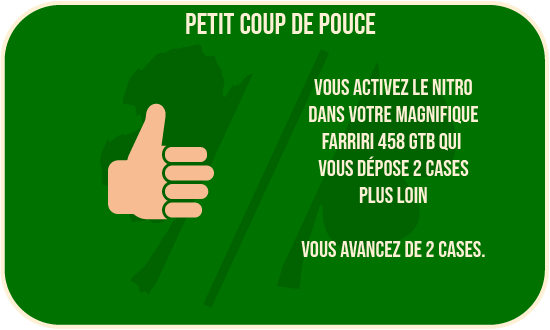 PETIT COUP DE POUCE
VOUS ACTIVEZ LE NITRO
DANS VOTRE MAGNIFIQUE
FARRIRI 458 GTB QUI
VOUS DÉPOSE 2 CASES
PLUS LOIN
VOUS AVANCEZ DE 2 CASES.